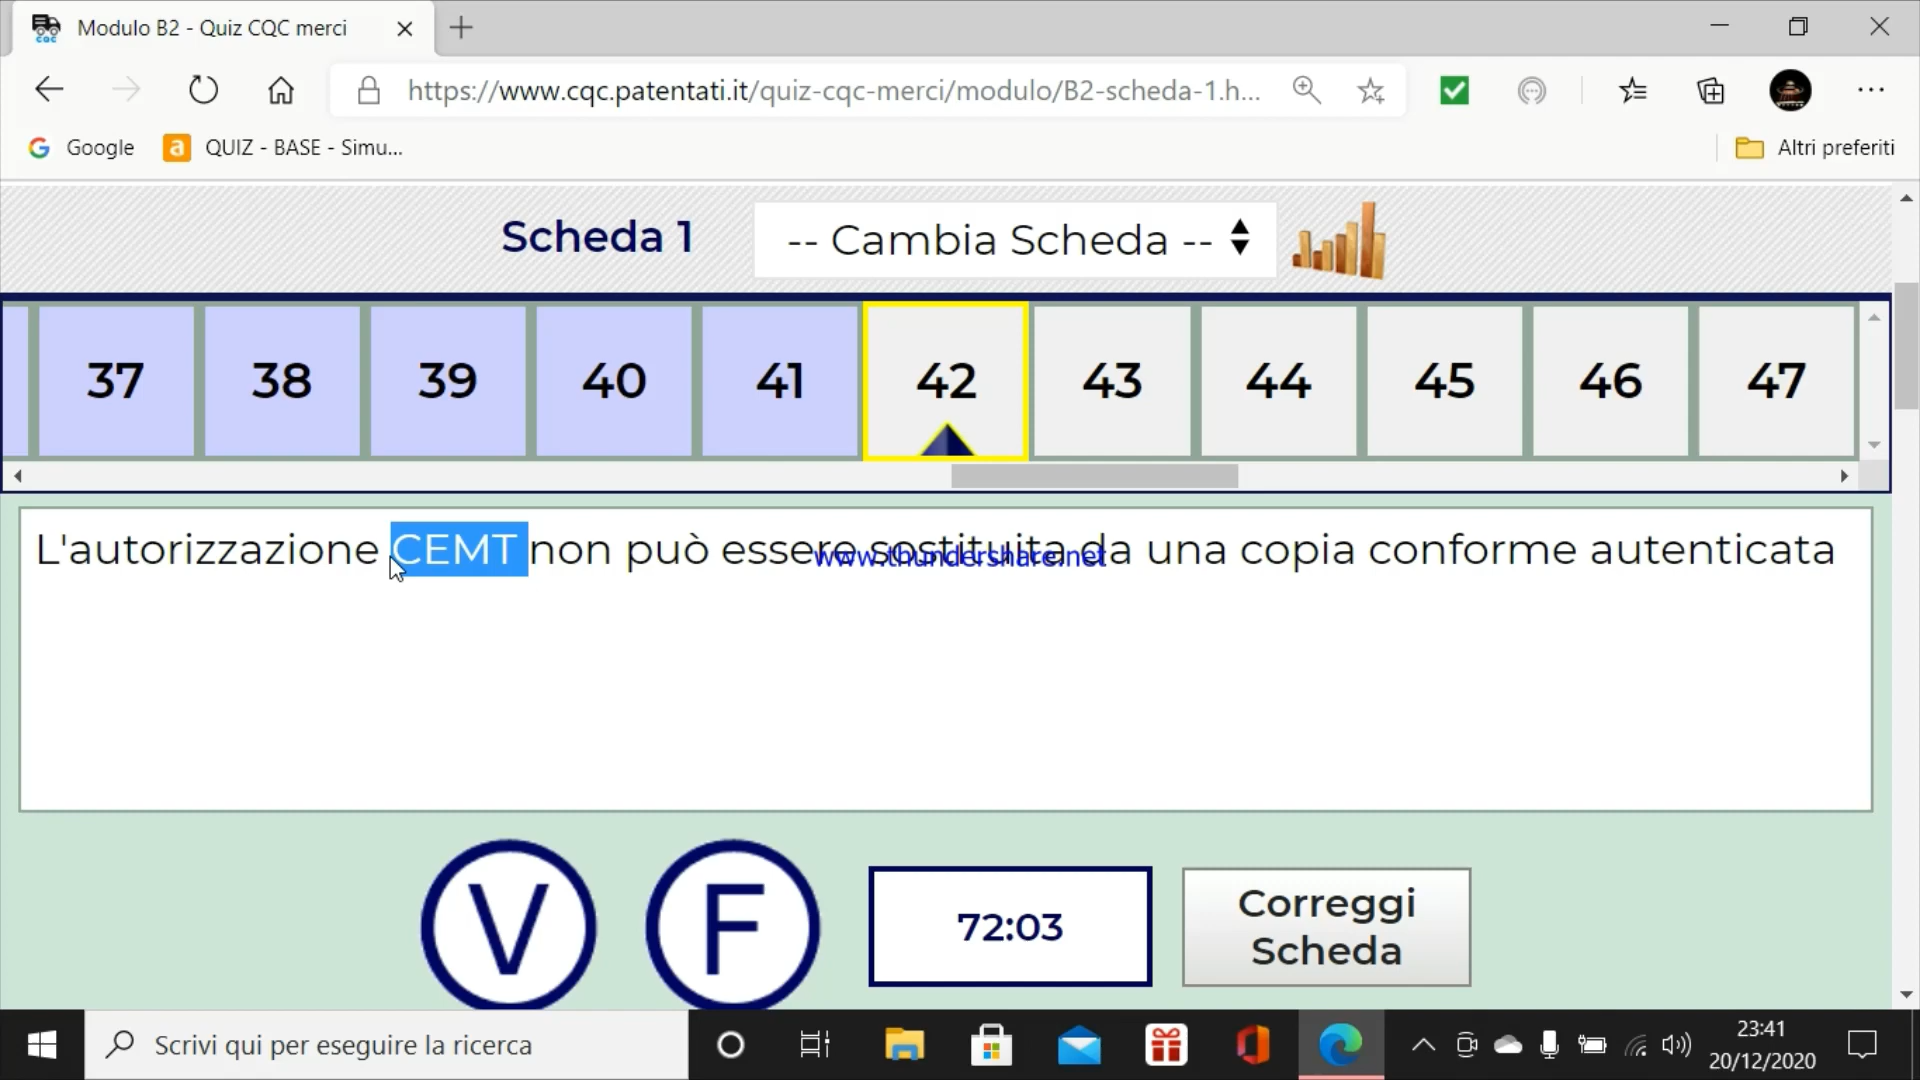 Modulo B2 - Quiz CQC merci
https://www.cqc.patentati.it/quiz-cqc-merci/modulo/B2-scheda-1.h...
Google
a QUIZ - BASE - Simu...
Altri preferiti
Scheda 1
-- Cambia Scheda --
37 38 39 40 41 42 43 44 45 46 47
L'autorizzazione CEMT non può essere sostituita da una copia conforme autenticata
www.thundershare.net
V F 72:03 Correggi
Scheda
Scrivi qui per eseguire la ricerca
23:41
20/12/2020